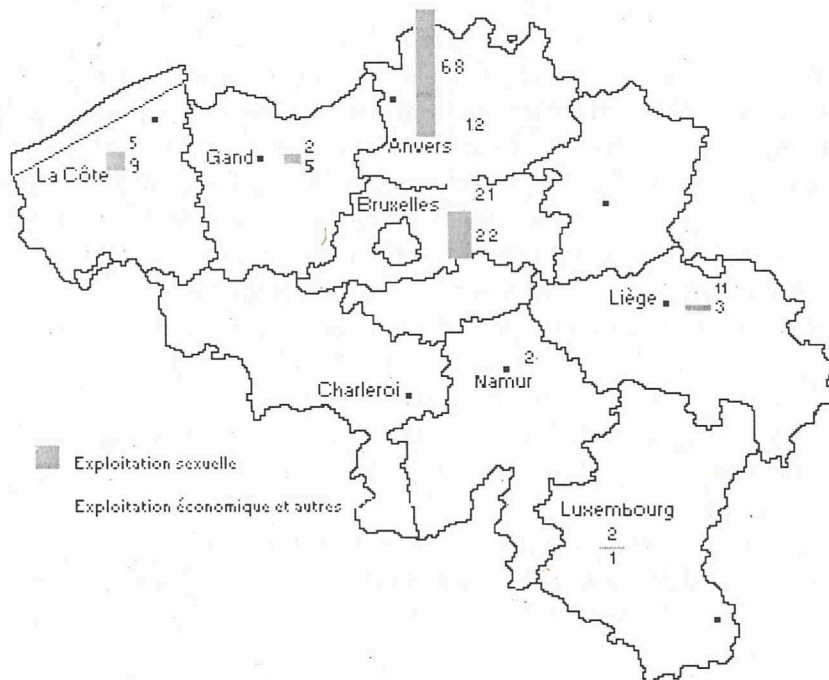 68
12
Anvers
5
9
La Côte
2
5
Gand
21
Bruxelles
22
11
3
Liège
2
Namur
Charleroi
Exploitation sexuelle
Exploitation économique et autres
Luxembourg
2
1